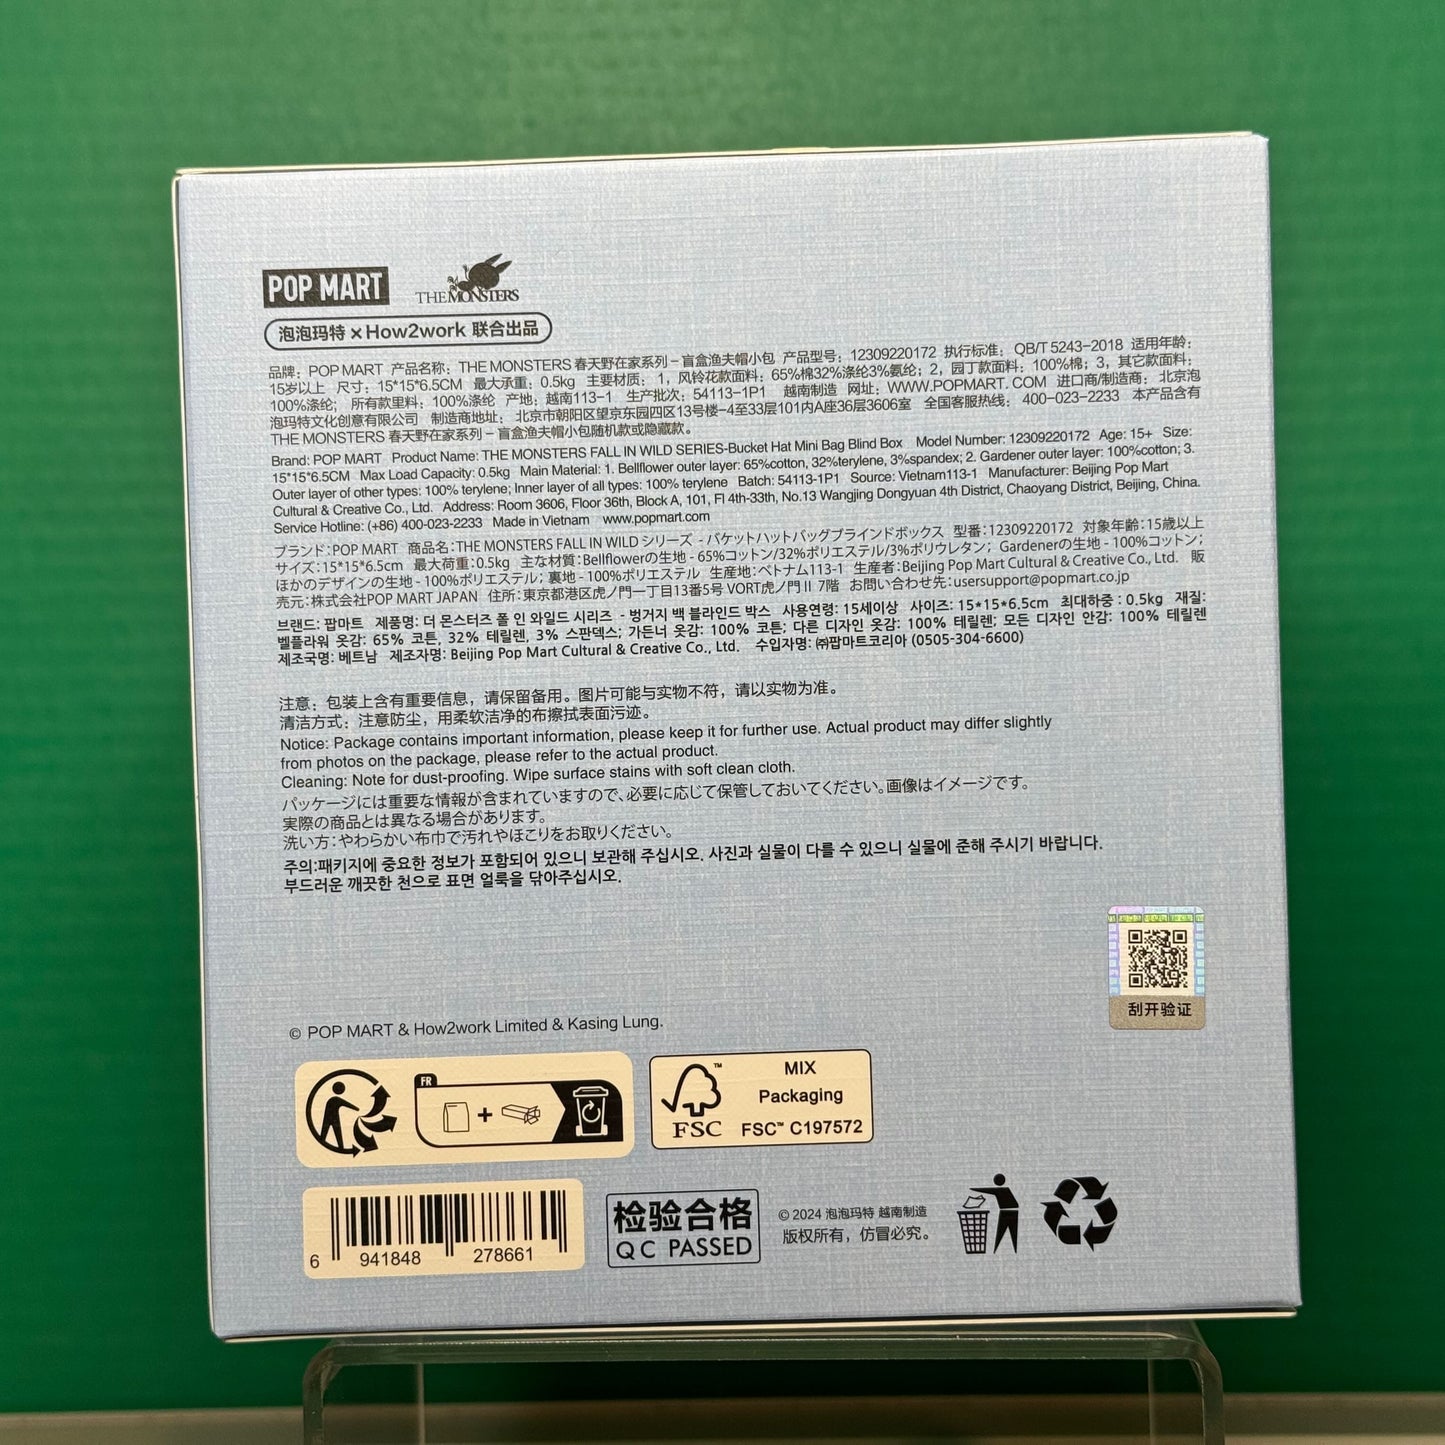 POP MART
THE MONSTERS
泡泡玛特×How2work 联合出品
品牌：POP MART 产品名称：THE MONSTERS 春天野在家系列－盲盒渔夫帽小包 产品型号：12309220172 执行标准：QB/T 5243-2018 适用年龄：
15岁以上 尺寸：15*15*6.5CM 最大承重：0.5kg 主要材质：1，风铃花款面料：65%棉32%涤纶3%氨纶；2，园丁款面料：100%棉；3，其它款面料：
100%涤纶； 所有款里料：100%涤纶 产地：越南113-1 生产批次：54113-1P1 越南制造 网址：WWW.POPMART. COM 进口商/制造商：北京泡
泡玛特文化创意有限公司 制造商地址：北京市朝阳区望京东园四区13号楼-4至33层101内A座36层3606室 全国客服热线：400-023-2233 本产品含有
THE MONSTERS 春天野在家系列－盲盒渔夫帽小包随机款或隐藏款。
Brand: POP MART Product Name: THE MONSTERS FALL IN WILD SERIES-Bucket Hat Mini Bag Blind Box Model Number: 12309220172 Age: 15+ Size:
15*15*6.5CM Max Load Capacity: 0.5kg Main Material: 1. Bellflower outer layer: 65%cotton, 32%terylene, 3%spandex; 2. Gardener outer layer: 100%cotton; 3.
Outer layer of other types: 100% terylene; Inner layer of all types: 100% terylene Batch: 54113-1P1 Source: Vietnam113-1 Manufacturer: Beijing Pop Mart
Cultural & Creative Co., Ltd. Address: Room 3606, Floor 36th, Block A, 101, Fl 4th-33th, No.13 Wangjing Dongyuan 4th District, Chaoyang District, Beijing, China.
Service Hotline: (+86) 400-023-2233 Made in Vietnam www.popmart.com
ブランド：POP MART 商品名：THE MONSTERS FALL IN WILD シリーズ - バケットハットバッグブラインドボックス 型番：12309220172 対象年齢：15歳以上
サイズ：15*15*6.5cm 最大荷重：0.5kg 主な材質：Bellflowerの生地 - 65%コットン/32%ポリエステル/3%ポリウレタン； Gardenerの生地 - 100%コットン；
ほかのデザインの生地 - 100%ポリエステル；裏地 - 100%ポリエステル 生産地：ベトナム113-1 生産者：Beijing Pop Mart Cultural & Creative Co., Ltd. 販
売元：株式会社POP MART JAPAN 住所：東京都港区虎ノ門一丁目13番5号 VORT虎ノ門Ⅱ 7階 お問い合わせ先：usersupport@popmart.co.jp
브랜드: 팝마트 제품명: 더 몬스터즈 폴 인 와일드 시리즈 - 벙거지 백 블라인드 박스 사용연령: 15세이상 사이즈: 15*15*6.5cm 최대하중 : 0.5kg 재질:
벨플라워 옷감: 65% 코튼, 32% 테릴렌, 3% 스판덱스; 가든너 옷감: 100% 코튼; 다른 디자인 옷감: 100% 테릴렌; 모든 디자인 안감: 100% 테릴렌
제조국명: 베트남 제조자명: Beijing Pop Mart Cultural & Creative Co., Ltd. 수입자명: ㈜팝마트코리아 (0505-304-6600)
注意：包装上含有重要信息，请保留备用。图片可能与实物不符，请以实物为准。
清洁方式：注意防尘，用柔软洁净的布擦拭表面污迹。
Notice: Package contains important information, please keep it for further use. Actual product may differ slightly
from photos on the package, please refer to the actual product.
Cleaning: Note for dust-proofing. Wipe surface stains with soft clean cloth.
パッケージには重要な情報が含まれていますので、必要に応じて保管しておいてください。画像はイメージです。
実際の商品とは異なる場合があります。
洗い方：やわらかい布巾で汚れやほこりをお取りください。
주의:패키지에 중요한 정보가 포함되어 있으니 보관해 주십시오. 사진과 실물이 다를 수 있으니 실물에 준해 주시기 바랍니다.
부드러운 깨끗한 천으로 표면 얼룩을 닦아주십시오.
刮开验证
© POP MART & How2work Limited & Kasing Lung.
FR
+
FSC™
MIX
Packaging
FSC™ C197572
6 941848 278661
检验合格
QC PASSED
© 2024 泡泡玛特 越南制造
版权所有，仿冒必究。